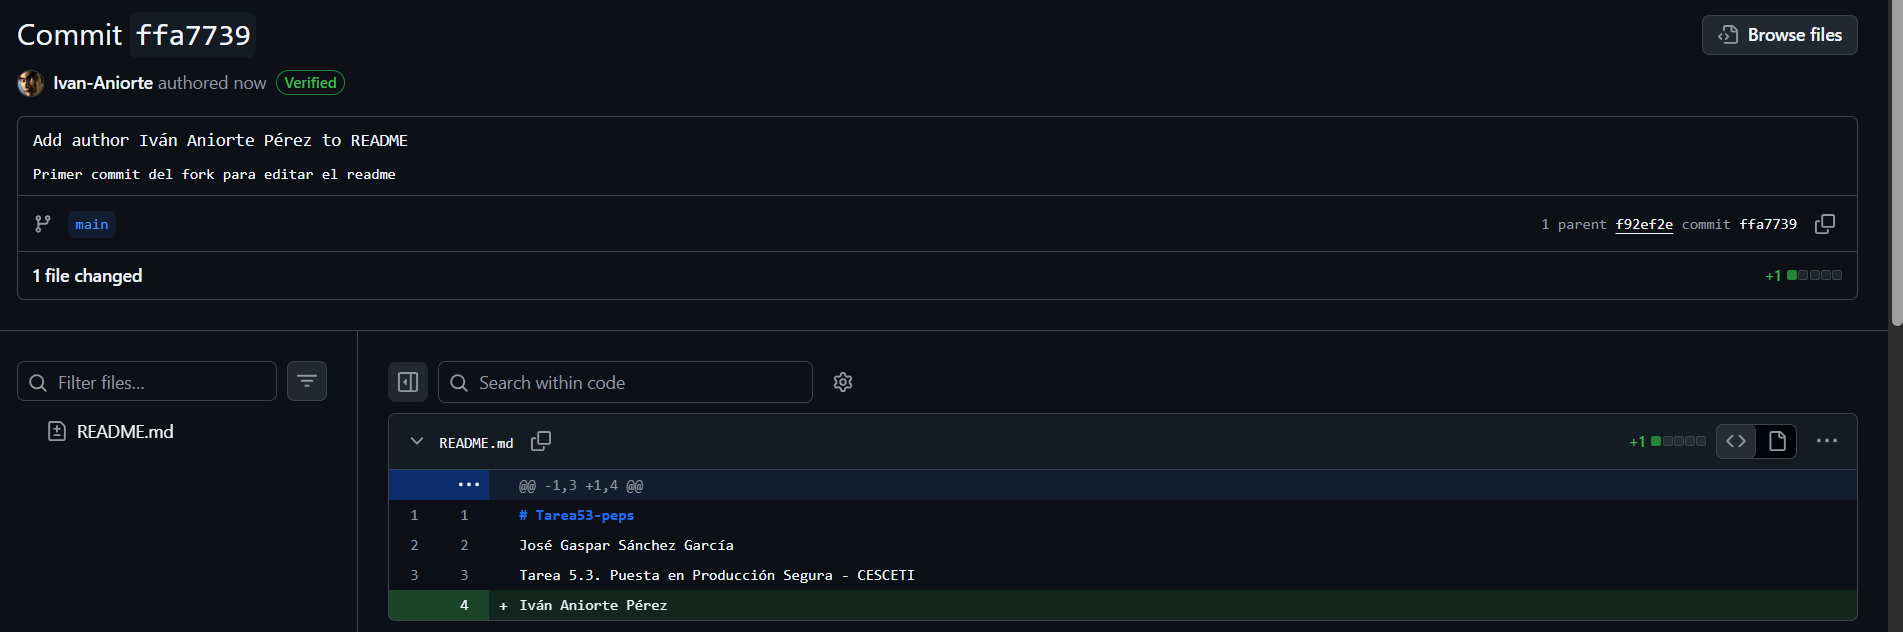 Commit ffa7739
Browse files
Ivan-Aniorte authored now Verified
Add author Iván Aniorte Pérez to README
Primer commit del fork para editar el readme
main
1 parent f92ef2e commit ffa7739
1 file changed
+1
Filter files...
Search within code
README.md
README.md
+1
@@ -1,3 +1,4 @@
1 1 # Tarea53-peps
2 2 José Gaspar Sánchez García
3 3 Tarea 5.3. Puesta en Producción Segura - CESCETI
4 + Iván Aniorte Pérez